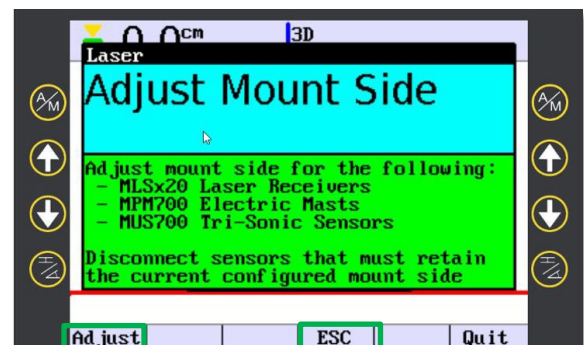 0.0cm 3D
Laser
Adjust Mount Side
A/M
A/M
Adjust mount side for the following:
- MLSx20 Laser Receivers
- MPM700 Electric Masts
- MUS700 Tri-Sonic Sensors
Disconnect sensors that must retain
the current configured mount side
Adjust ESC Quit